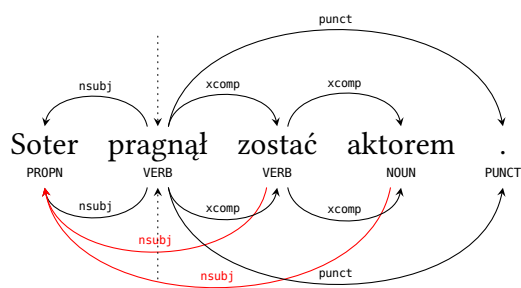 punct
nsubj xcomp xcomp
Soter pragnął zostać aktorem .
PROPN VERB VERB NOUN PUNCT
nsubj xcomp xcomp
nsubj
nsubj punct